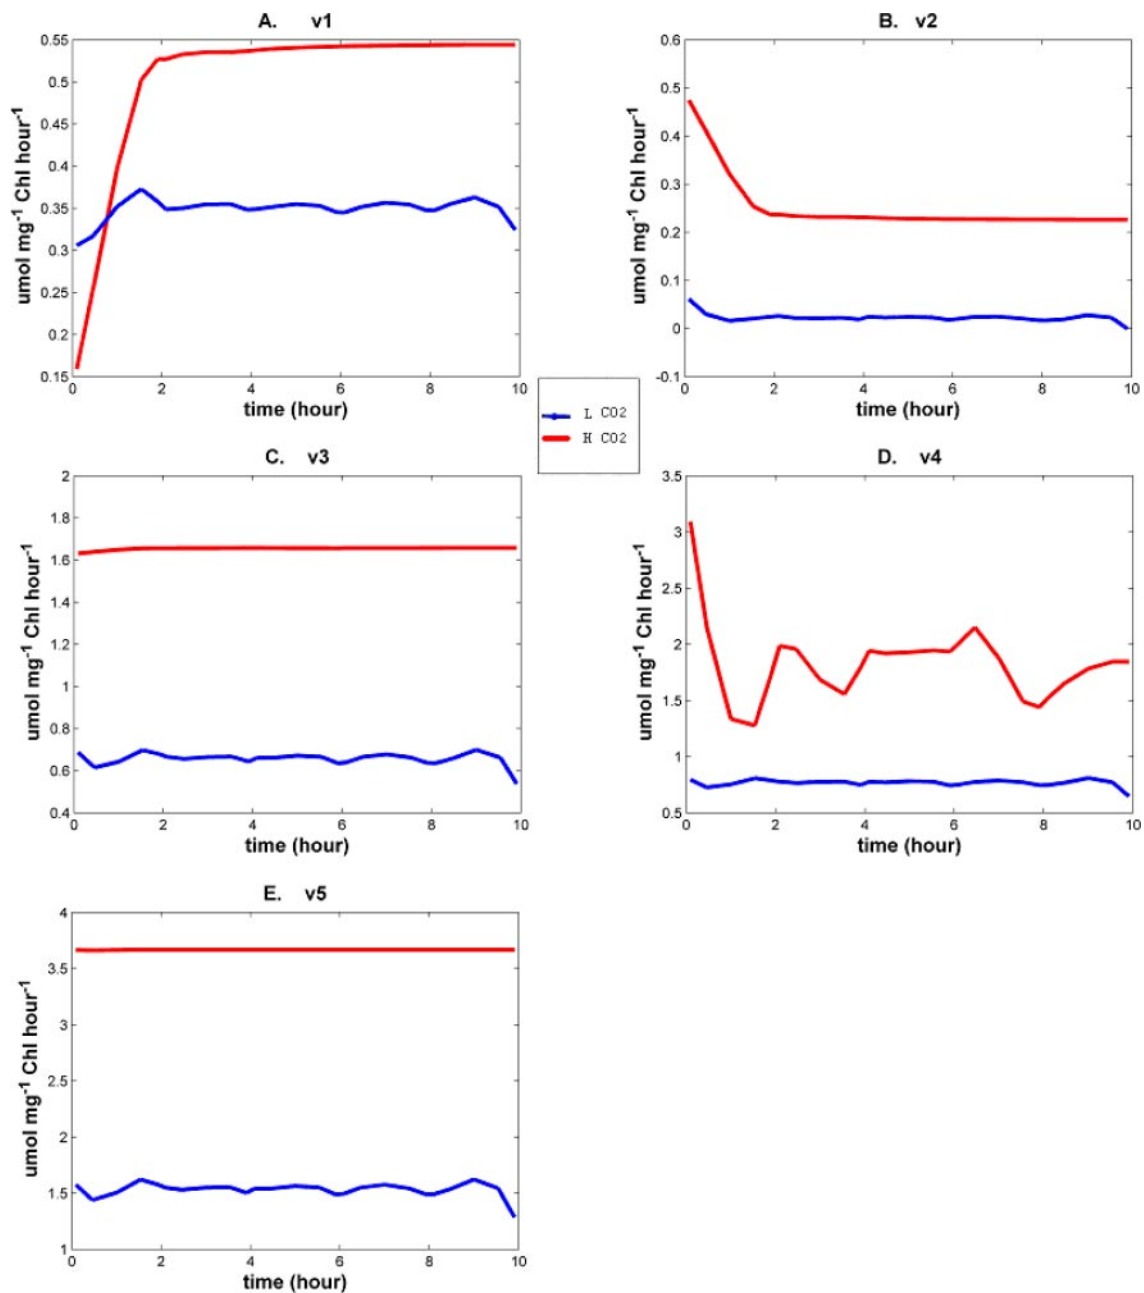 A. v1
0.55
0.5
0.45
0.4
0.35
0.3
0.25
0.2
0.15
umol mg-1 Chl hour-1
0 2 4 6 8 10
time (hour)
B. v2
0.6
0.5
0.4
0.3
0.2
0.1
0
-0.1
umol mg-1 Chl hour-1
0 2 4 6 8 10
time (hour)
L CO2
H CO2
C. v3
2
1.8
1.6
1.4
1.2
1
0.8
0.6
0.4
umol mg-1 Chl hour-1
0 2 4 6 8 10
time (hour)
D. v4
3.5
3
2.5
2
1.5
1
0.5
umol mg-1 Chl hour-1
0 2 4 6 8 10
time (hour)
E. v5
4
3.5
3
2.5
2
1.5
1
umol mg-1 Chl hour-1
0 2 4 6 8 10
time (hour)